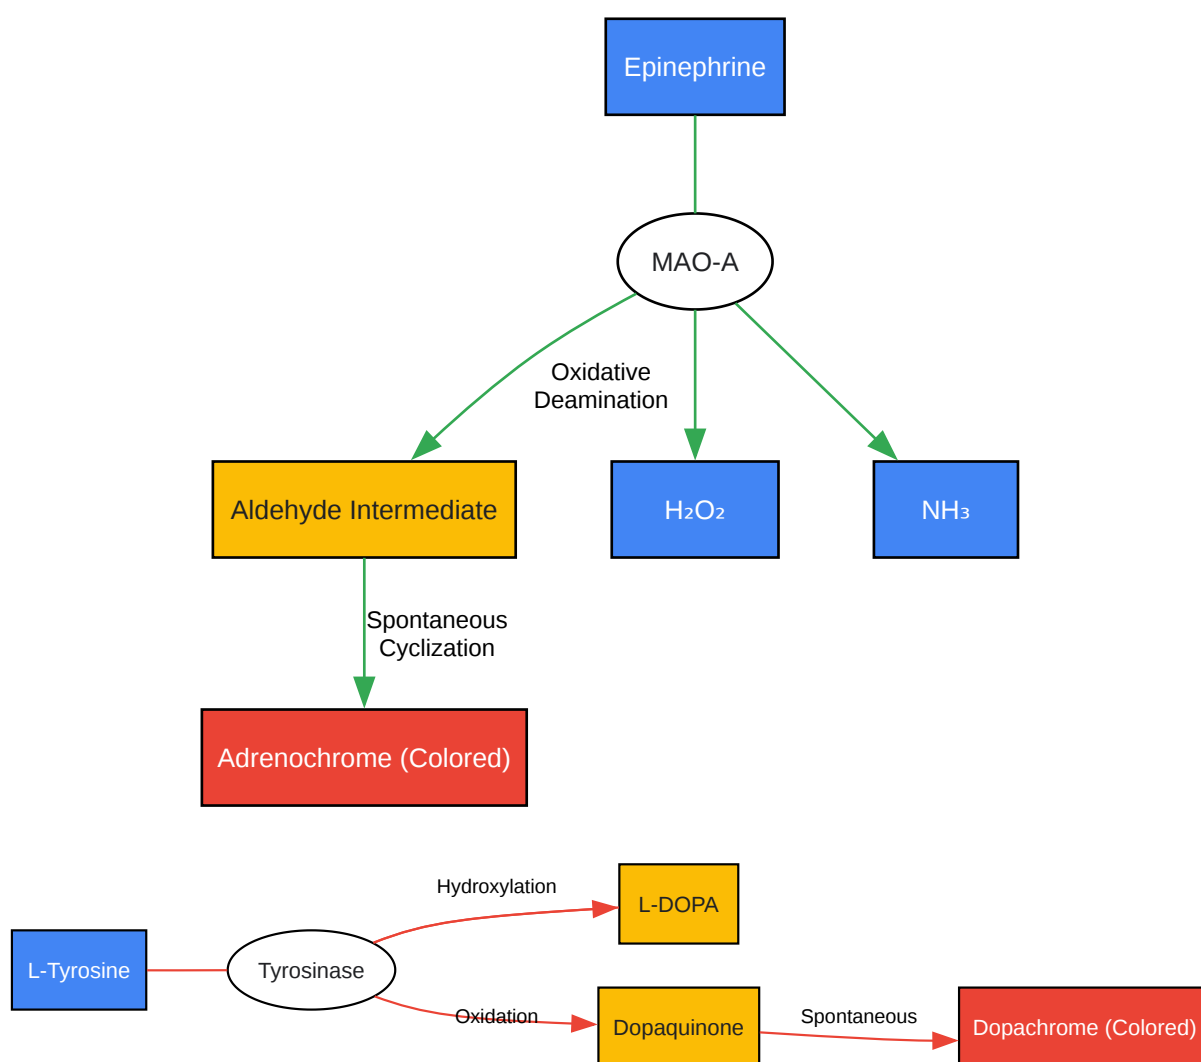 Epinephrine
MAO-A
Oxidative
Deamination
Aldehyde Intermediate
H₂O₂
NH₃
Spontaneous
Cyclization
Adrenochrome (Colored)
Hydroxylation
L-DOPA
L-Tyrosine
Tyrosinase
Oxidation
Dopaquinone
Spontaneous
Dopachrome (Colored)